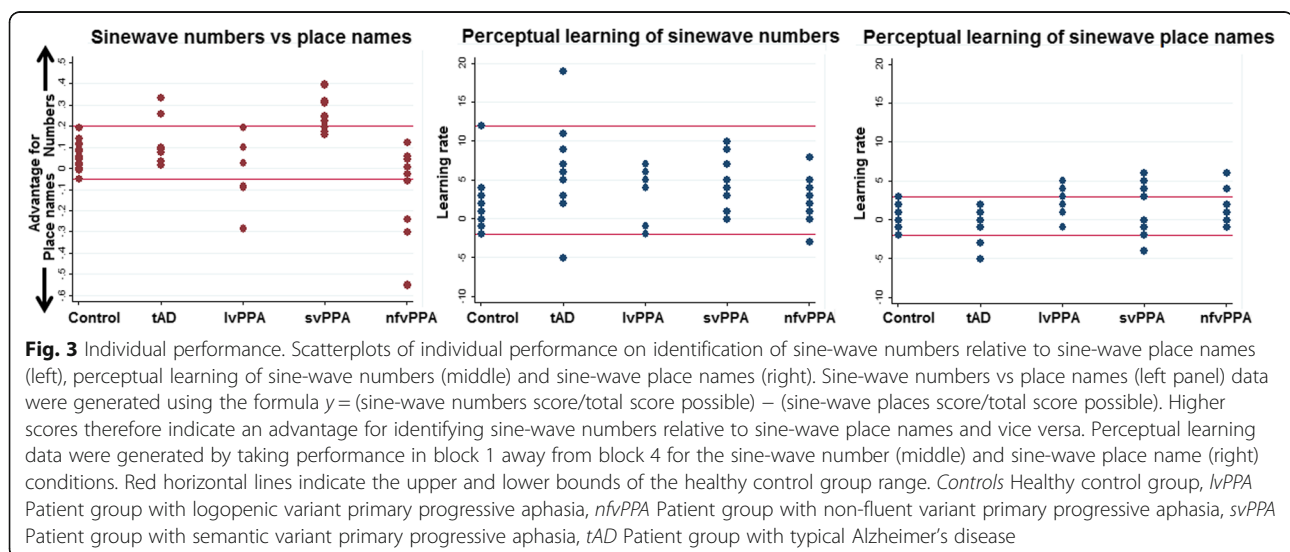 Sinewave numbers vs place names
Advantage for
Place names Numbers
.5
.4
.3
.2
.1
0
-.1
-.2
-.3
-.4
-.5
-.6
Control tAD lvPPA svPPA nfvPPA
Perceptual learning of sinewave numbers
Learning rate
20
15
10
5
0
-5
-10
Control tAD lvPPA svPPA nfvPPA
Perceptual learning of sinewave place names
Learning rate
20
15
10
5
0
-5
-10
Control tAD lvPPA svPPA nfvPPA
Fig. 3 Individual performance. Scatterplots of individual performance on identification of sine-wave numbers relative to sine-wave place names
(left), perceptual learning of sine-wave numbers (middle) and sine-wave place names (right). Sine-wave numbers vs place names (left panel) data
were generated using the formula y = (sine-wave numbers score/total score possible) − (sine-wave places score/total score possible). Higher
scores therefore indicate an advantage for identifying sine-wave numbers relative to sine-wave place names and vice versa. Perceptual learning
data were generated by taking performance in block 1 away from block 4 for the sine-wave number (middle) and sine-wave place name (right)
conditions. Red horizontal lines indicate the upper and lower bounds of the healthy control group range. Controls Healthy control group, lvPPA
Patient group with logopenic variant primary progressive aphasia, nfvPPA Patient group with non-fluent variant primary progressive aphasia, svPPA
Patient group with semantic variant primary progressive aphasia, tAD Patient group with typical Alzheimer's disease